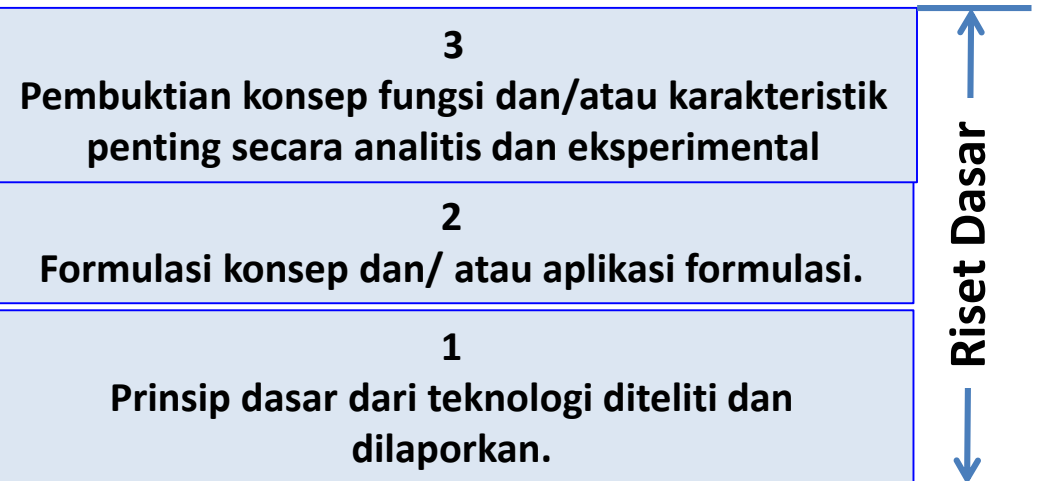 3
Pembuktian konsep fungsi dan/atau karakteristik
penting secara analitis dan eksperimental
2
Formulasi konsep dan/ atau aplikasi formulasi.
1
Prinsip dasar dari teknologi diteliti dan
dilaporkan.
Riset Dasar